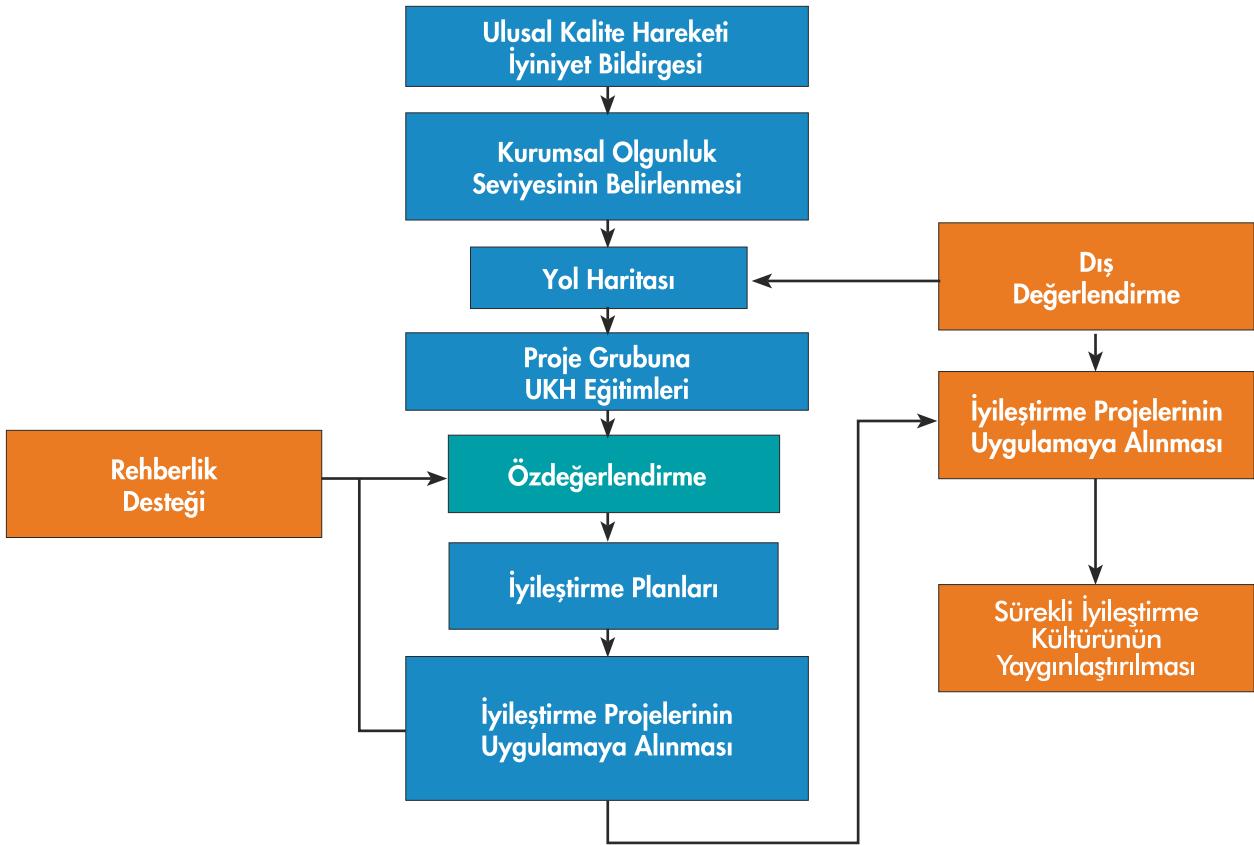 Ulusal Kalite Hareketi
İyiniyet Bildirgesi
Kurumsal Olgunluk
Seviyesinin Belirlenmesi
Yol Haritası
Proje Grubuna
UKH Eğitimleri
Rehberlik
Desteği
Özdeğerlendirme
İyileştirme Planları
İyileştirme Projelerinin
Uygulamaya Alınması
Dış
Değerlendirme
İyileştirme Projelerinin
Uygulamaya Alınması
Sürekli İyileştirme
Kültürünün
Yaygınlaştırılması